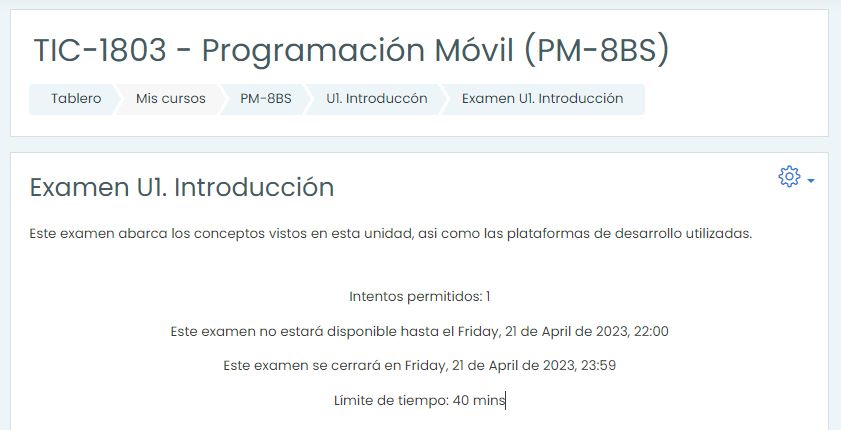 TIC-1803 - Programación Móvil (PM-8BS)
Tablero Mis cursos PM-8BS U1. Introduccón Examen U1. Introducción
Examen U1. Introducción
Este examen abarca los conceptos vistos en esta unidad, asi como las plataformas de desarrollo utilizadas.
Intentos permitidos: 1
Este examen no estará disponible hasta el Friday, 21 de April de 2023, 22:00
Este examen se cerrará en Friday, 21 de April de 2023, 23:59
Límite de tiempo: 40 mins